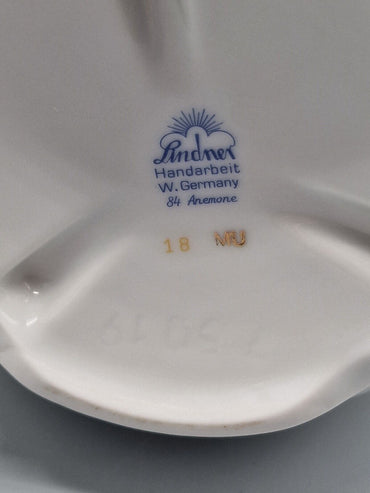 Lindner
Handarbeit
W. Germany
84 Anemone
18